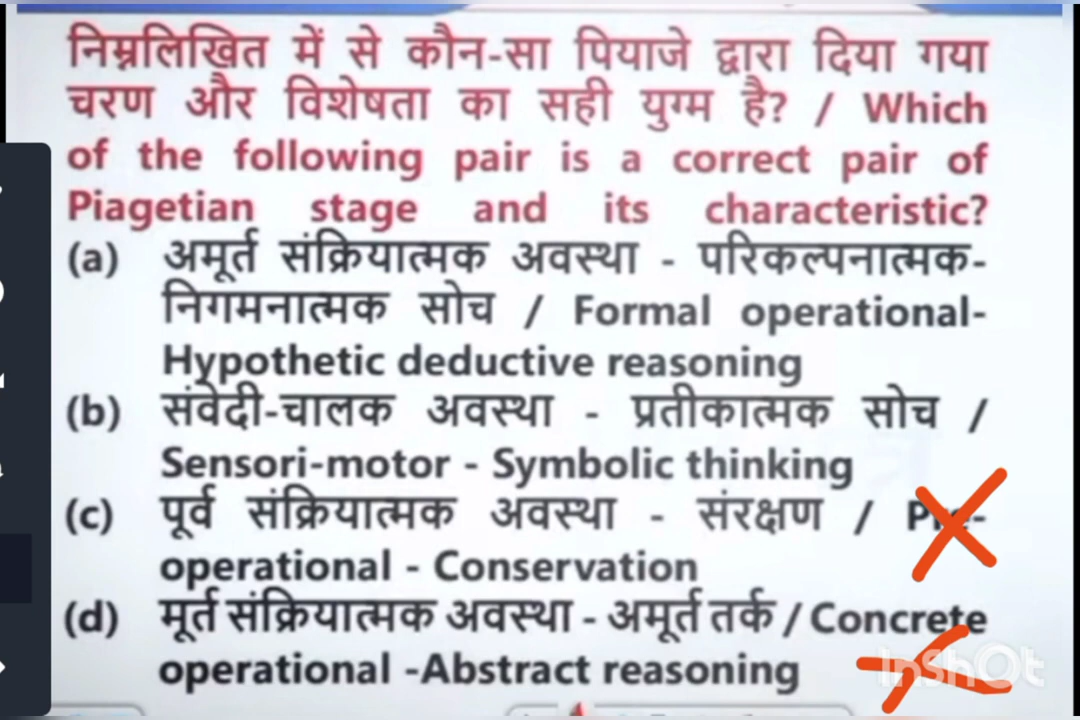 निम्नलिखित में से कौन-सा पियाजे द्वारा दिया गया
चरण और विशेषता का सही युग्म है? / Which
of the following pair is a correct pair of
Piagetian stage and its characteristic?
(a) अमूर्त संक्रियात्मक अवस्था - परिकल्पनात्मक-
निगमनात्मक सोच / Formal operational-
Hypothetic deductive reasoning
(b) संवेदी-चालक अवस्था - प्रतीकात्मक सोच /
Sensori-motor - Symbolic thinking
(c) पूर्व संक्रियात्मक अवस्था - संरक्षण / Pre-
operational - Conservation
(d) मूर्त संक्रियात्मक अवस्था - अमूर्त तर्क / Concrete
operational -Abstract reasoning
InShOt